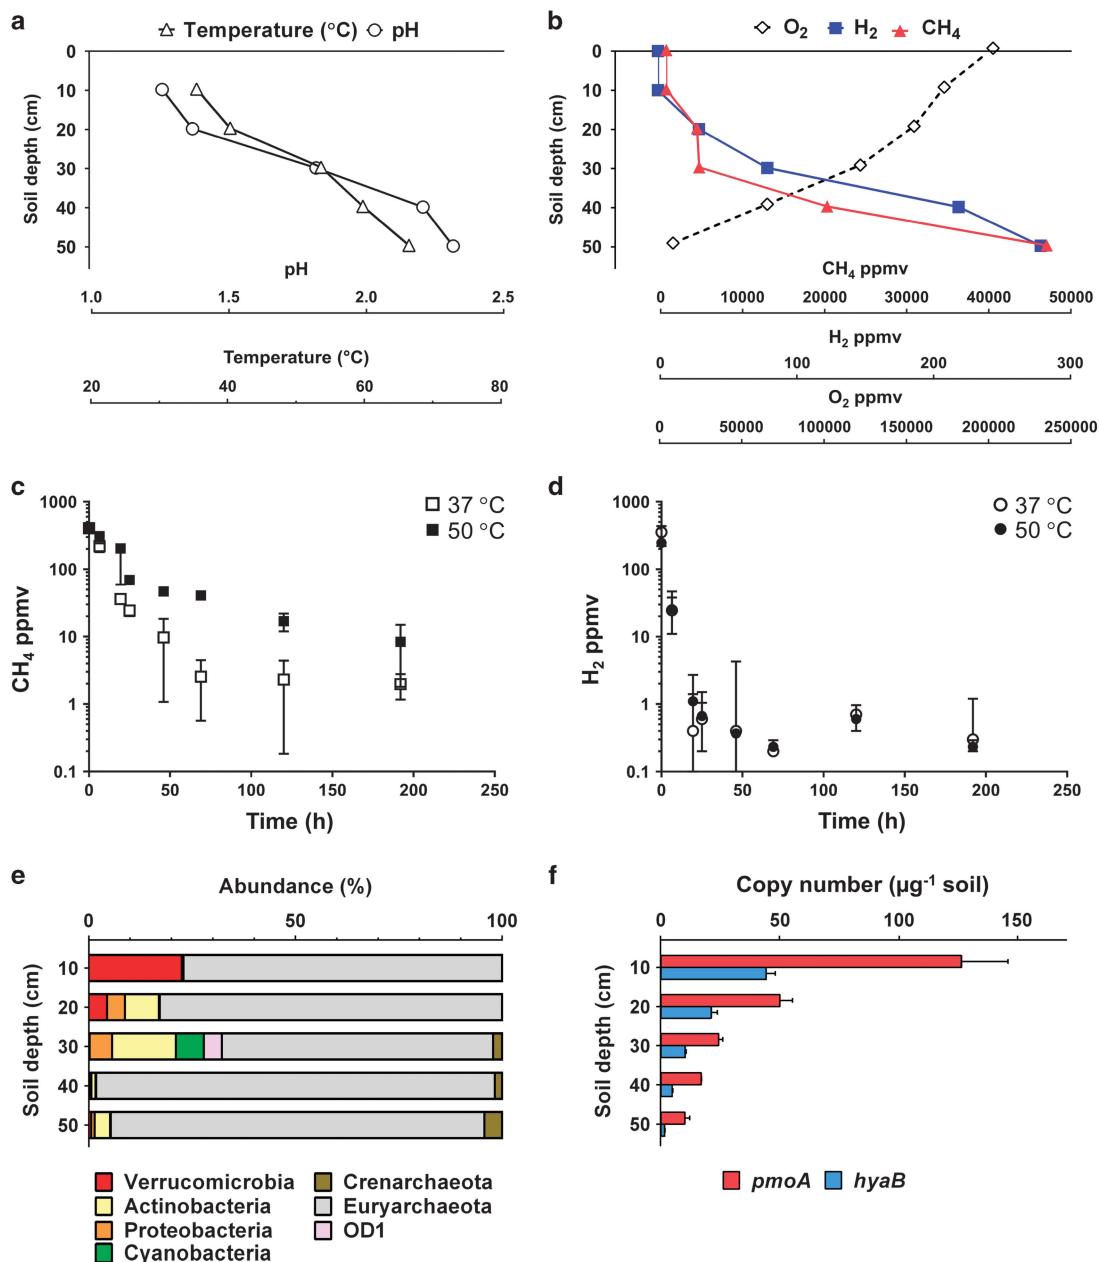 a
Temperature (°C) pH
0
10
20
30
40
50
Soil depth (cm)
pH
1.0 1.5 2.0 2.5
Temperature (°C)
20 40 60 80
b
O2 H2 CH4
0
10
20
30
40
50
Soil depth (cm)
CH4 ppmv
0 10000 20000 30000 40000 50000
H2 ppmv
0 100 200 300
O2 ppmv
0 50000 100000 150000 200000 250000
c
37 °C
50 °C
1000
100
10
1
0.1
CH4 ppmv
0 50 100 150 200 250
Time (h)
d
37 °C
50 °C
1000
100
10
1
0.1
H2 ppmv
0 50 100 150 200 250
Time (h)
e
Abundance (%)
0 50 100
10
20
30
40
50
Soil depth (cm)
Verrucomicrobia
Actinobacteria
Proteobacteria
Cyanobacteria
Crenarchaeota
Euryarchaeota
OD1
f
Copy number (µg-1 soil)
0 50 100 150
10
20
30
40
50
Soil depth (cm)
pmoA hyaB